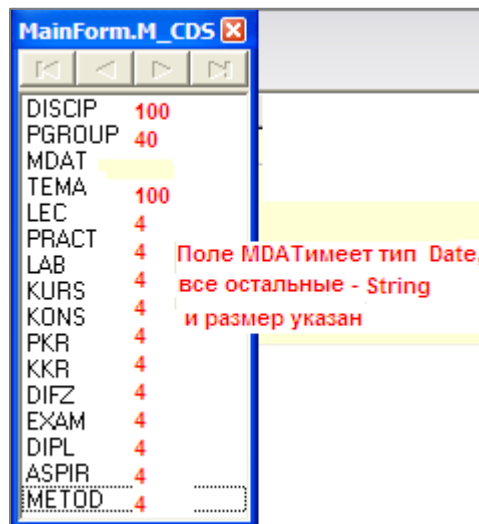 MainForm.M_CDS
DISCIP 100
PGROUP 40
MDAT
TEMA 100
LEC 4
PRACT 4
LAB 4
KURS 4
KONS 4
PKR 4
KKR 4
DIFZ 4
EXAM 4
DIPL 4
ASPIR 4
METOD 4
Поле MDATимеет тип Date,
все остальные - String
и размер указан